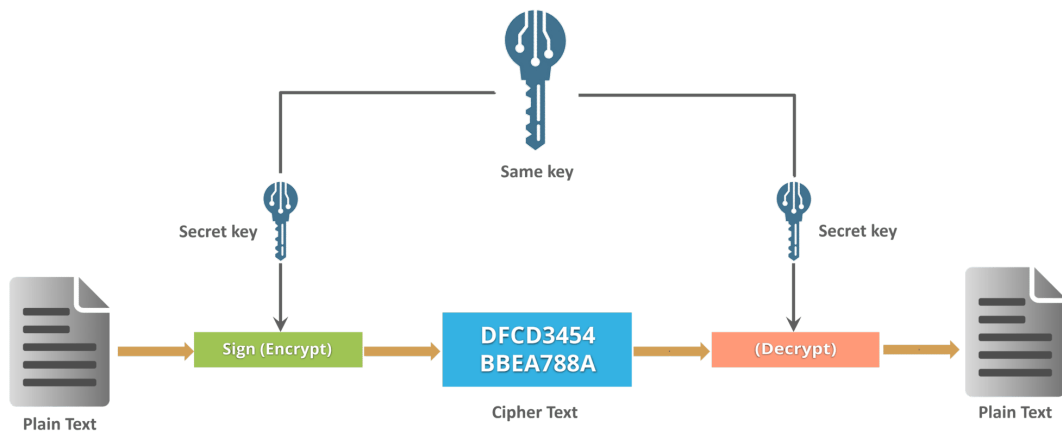 Same key
Secret key
Secret key
Sign (Encrypt)
DFCD3454
BBEA788A
(Decrypt)
Plain Text
Cipher Text
Plain Text